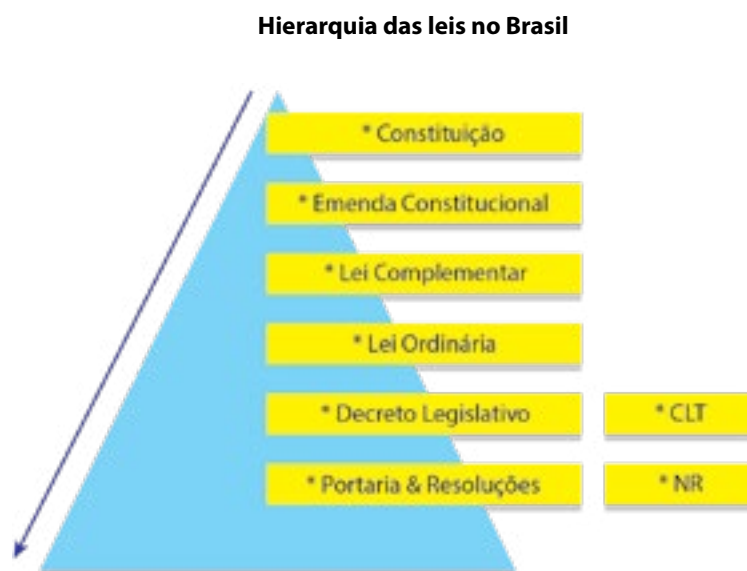 Hierarquia das leis no Brasil
* Constituição
* Emenda Constitucional
* Lei Complementar
* Lei Ordinária
* Decreto Legislativo
* CLT
* Portaria & Resoluções
* NR